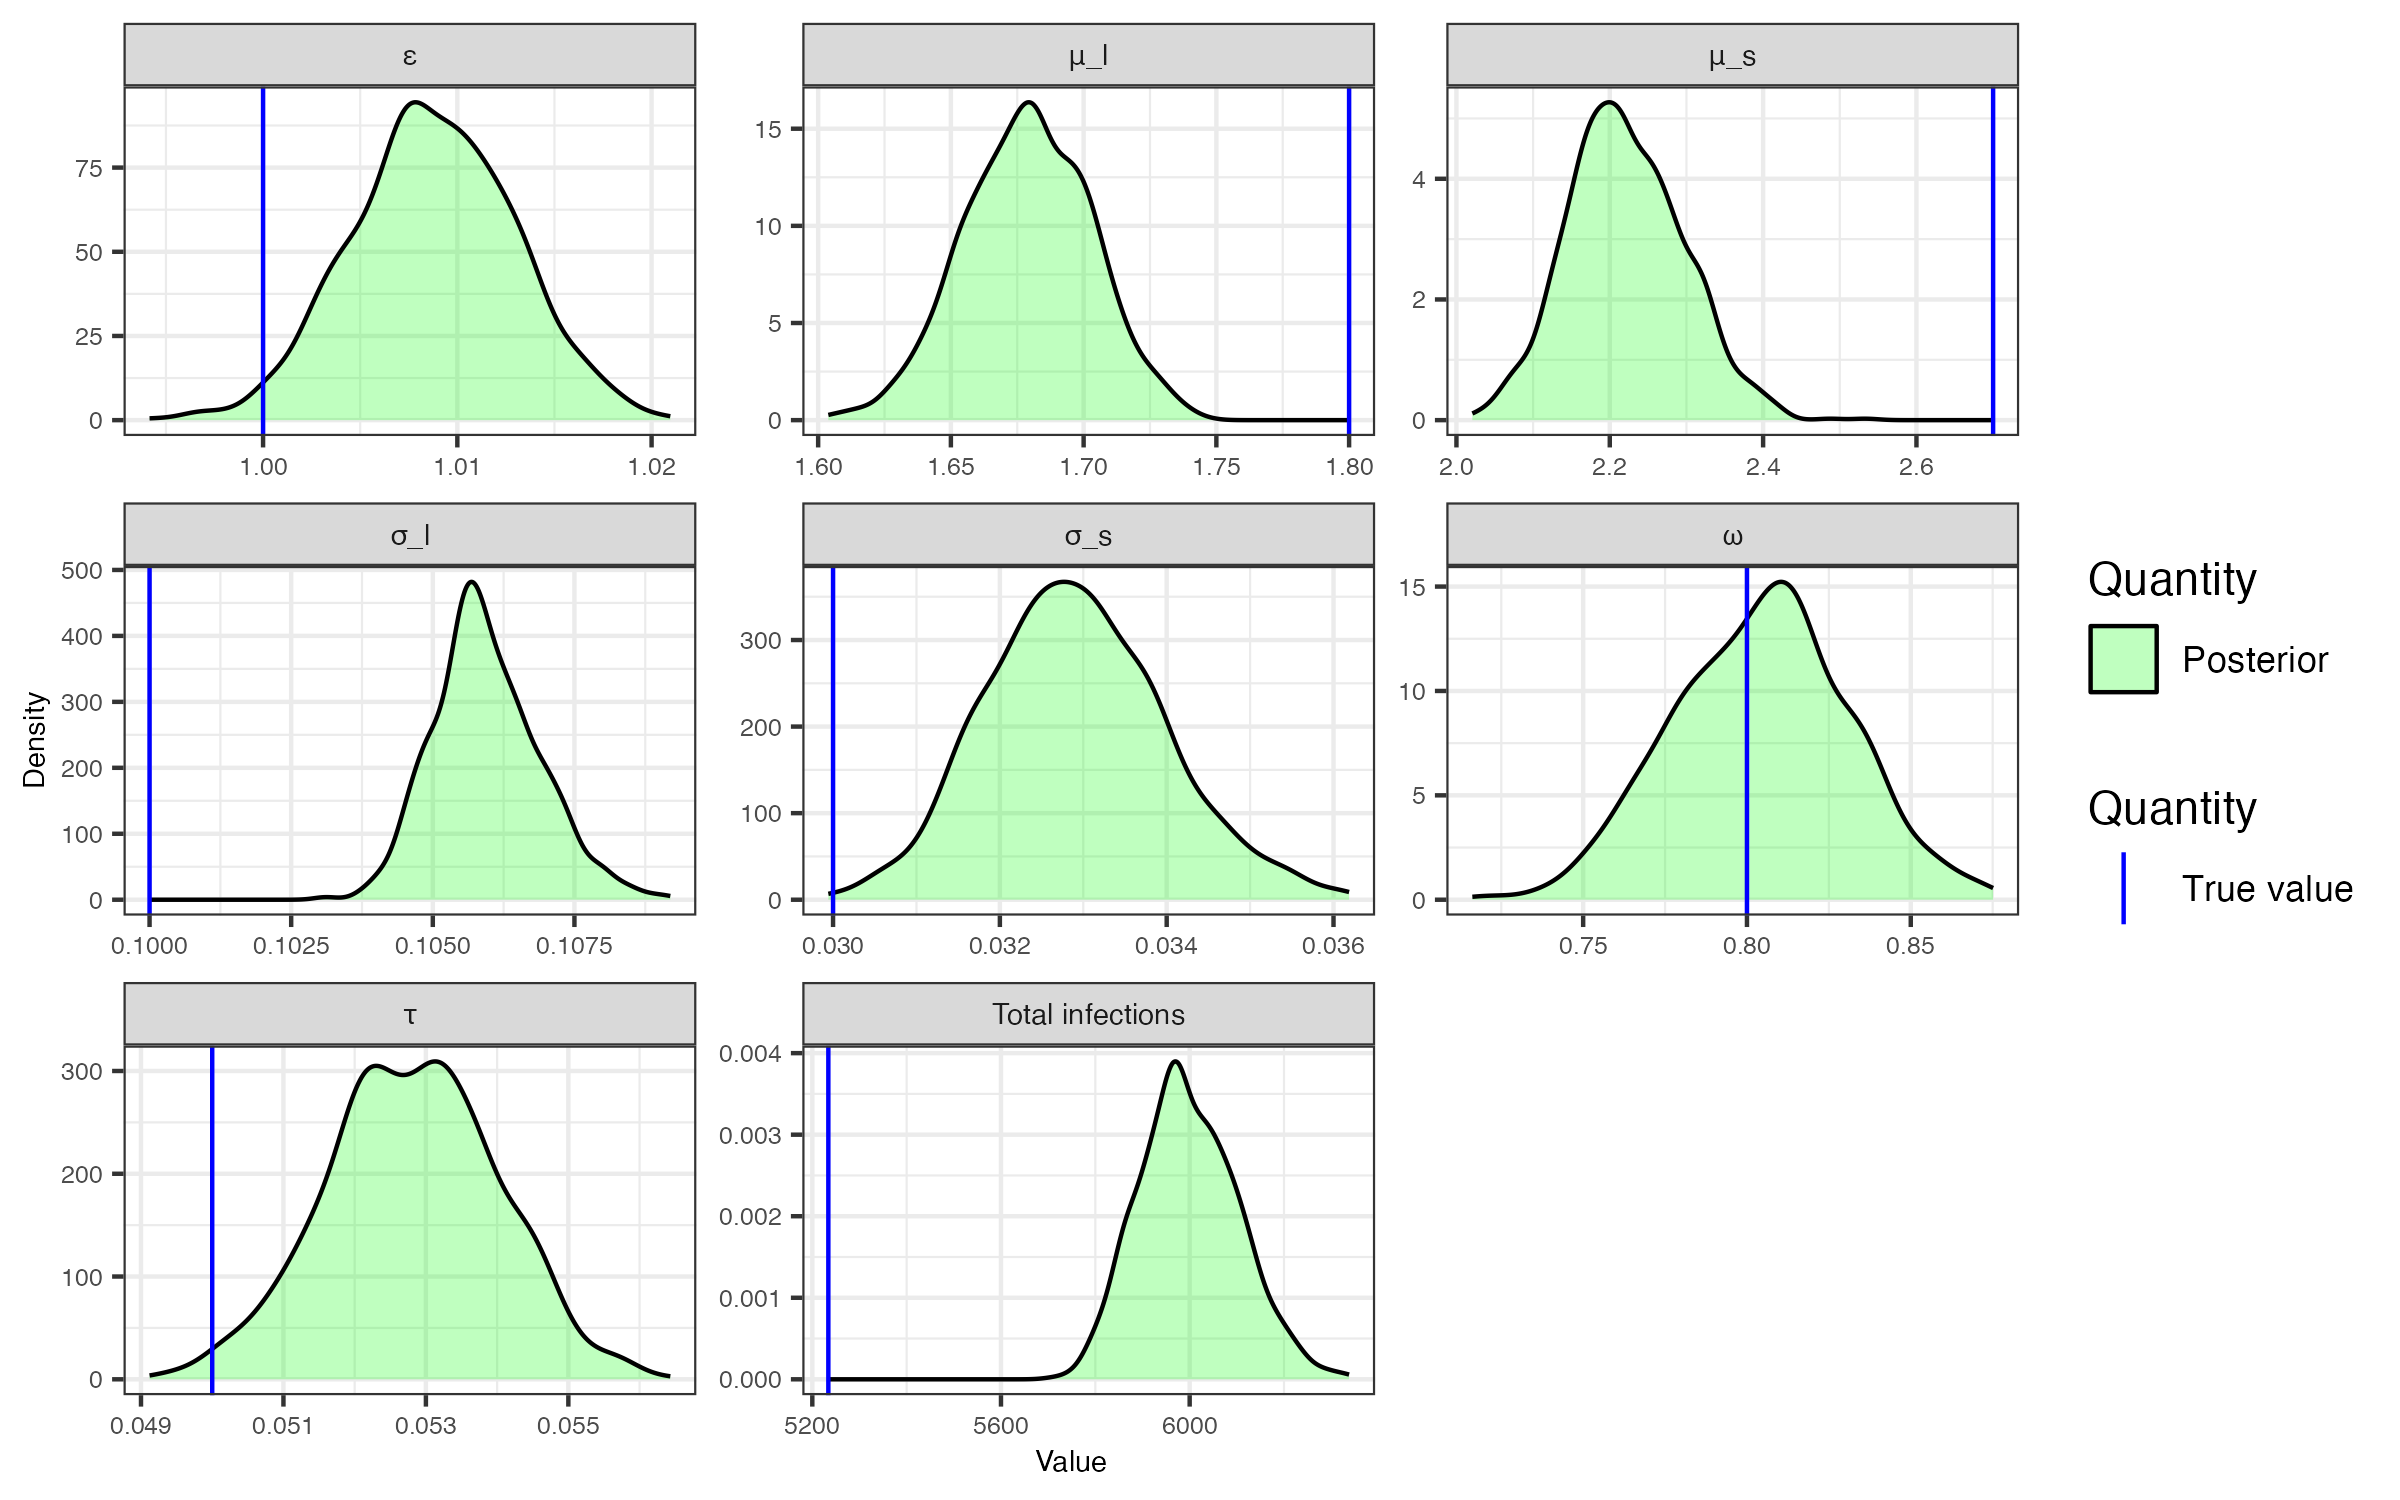 ε
μ_l
μ_s
75
50
25
0
15
10
5
0
4
2
0
1.00 1.01 1.02
1.60 1.65 1.70 1.75 1.80
2.0 2.2 2.4 2.6
σ_l
σ_s
ω
500
400
300
200
100
0
300
200
100
0
15
10
5
0
0.1000 0.1025 0.1050 0.1075
0.030 0.032 0.034 0.036
0.75 0.80 0.85
τ
Total infections
300
200
100
0
0.004
0.003
0.002
0.001
0.000
0.049 0.051 0.053 0.055
5200 5600 6000
Density
Value
Quantity
Posterior
Quantity
True value